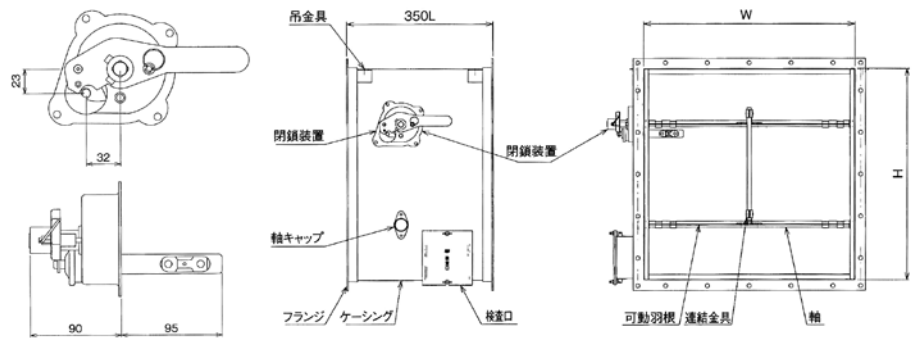 23
32
90
95
吊金具
350L
閉鎖装置
閉鎖装置
軸キャップ
フランジ
ケーシング
検査口
W
H
可動羽根
連結金具
軸